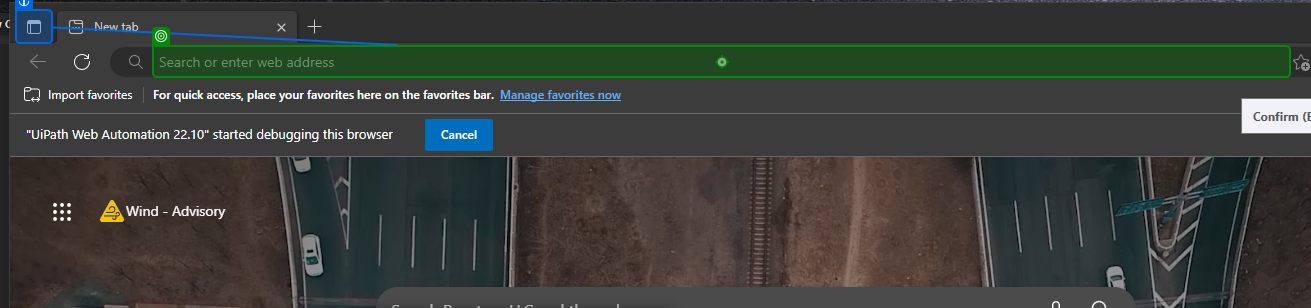 New tab
Search or enter web address
Import favorites
For quick access, place your favorites here on the favorites bar. Manage favorites now
Confirm (E
"UiPath Web Automation 22.10" started debugging this browser
Cancel
Wind - Advisory